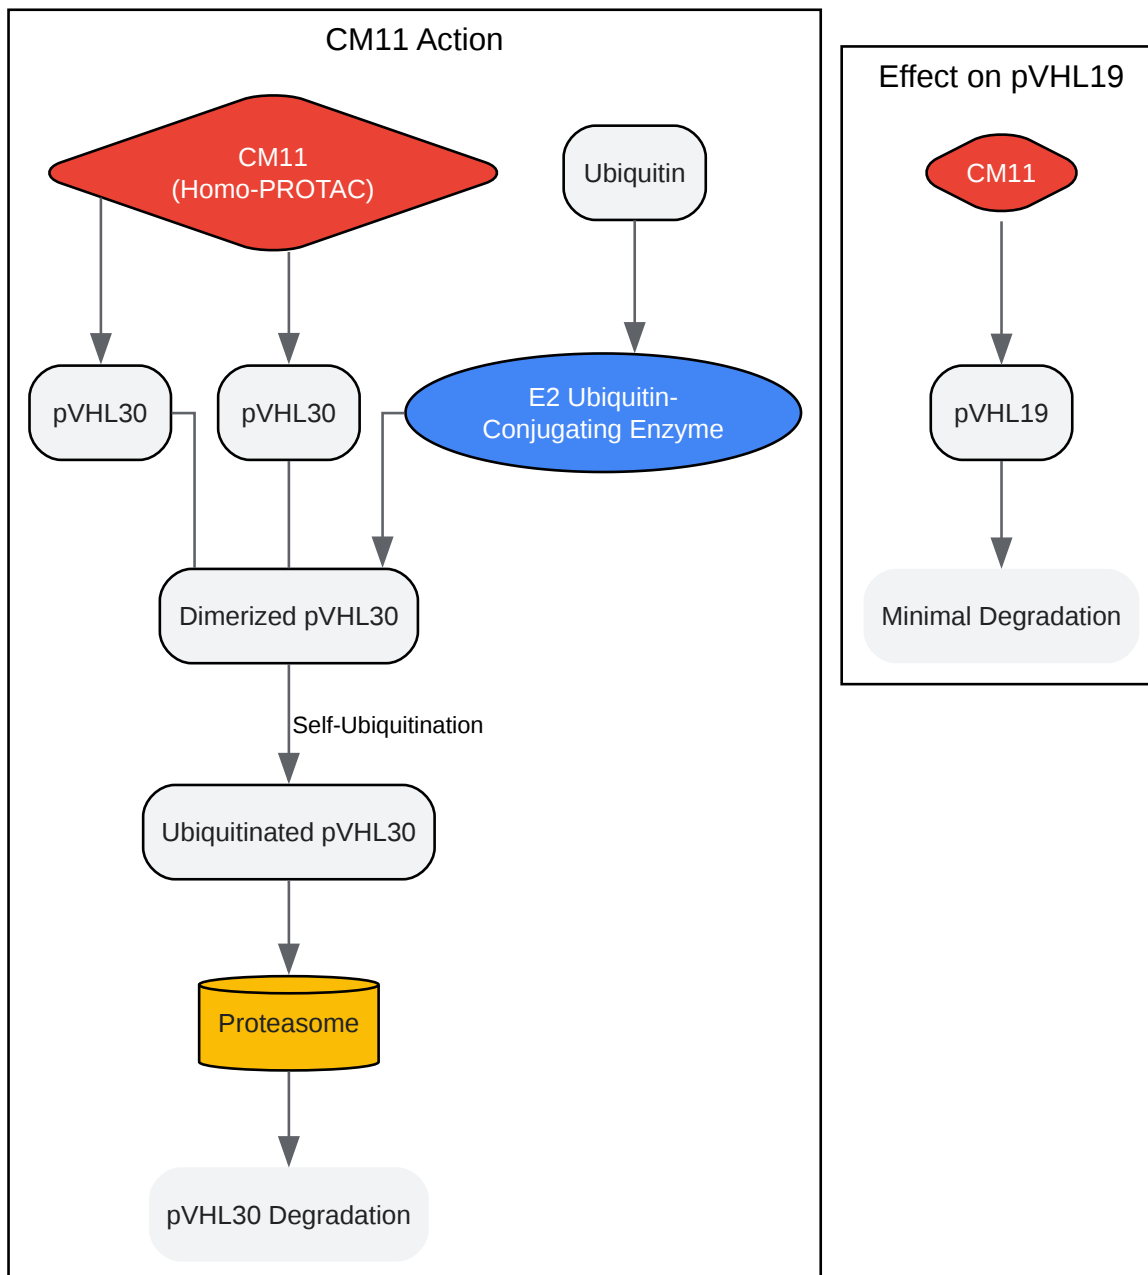 CM11 Action
CM11
(Homo-PROTAC)
Ubiquitin
pVHL30
pVHL30
E2 Ubiquitin-
Conjugating Enzyme
Dimerized pVHL30
Self-Ubiquitination
Ubiquitinated pVHL30
Proteasome
pVHL30 Degradation
Effect on pVHL19
CM11
pVHL19
Minimal Degradation